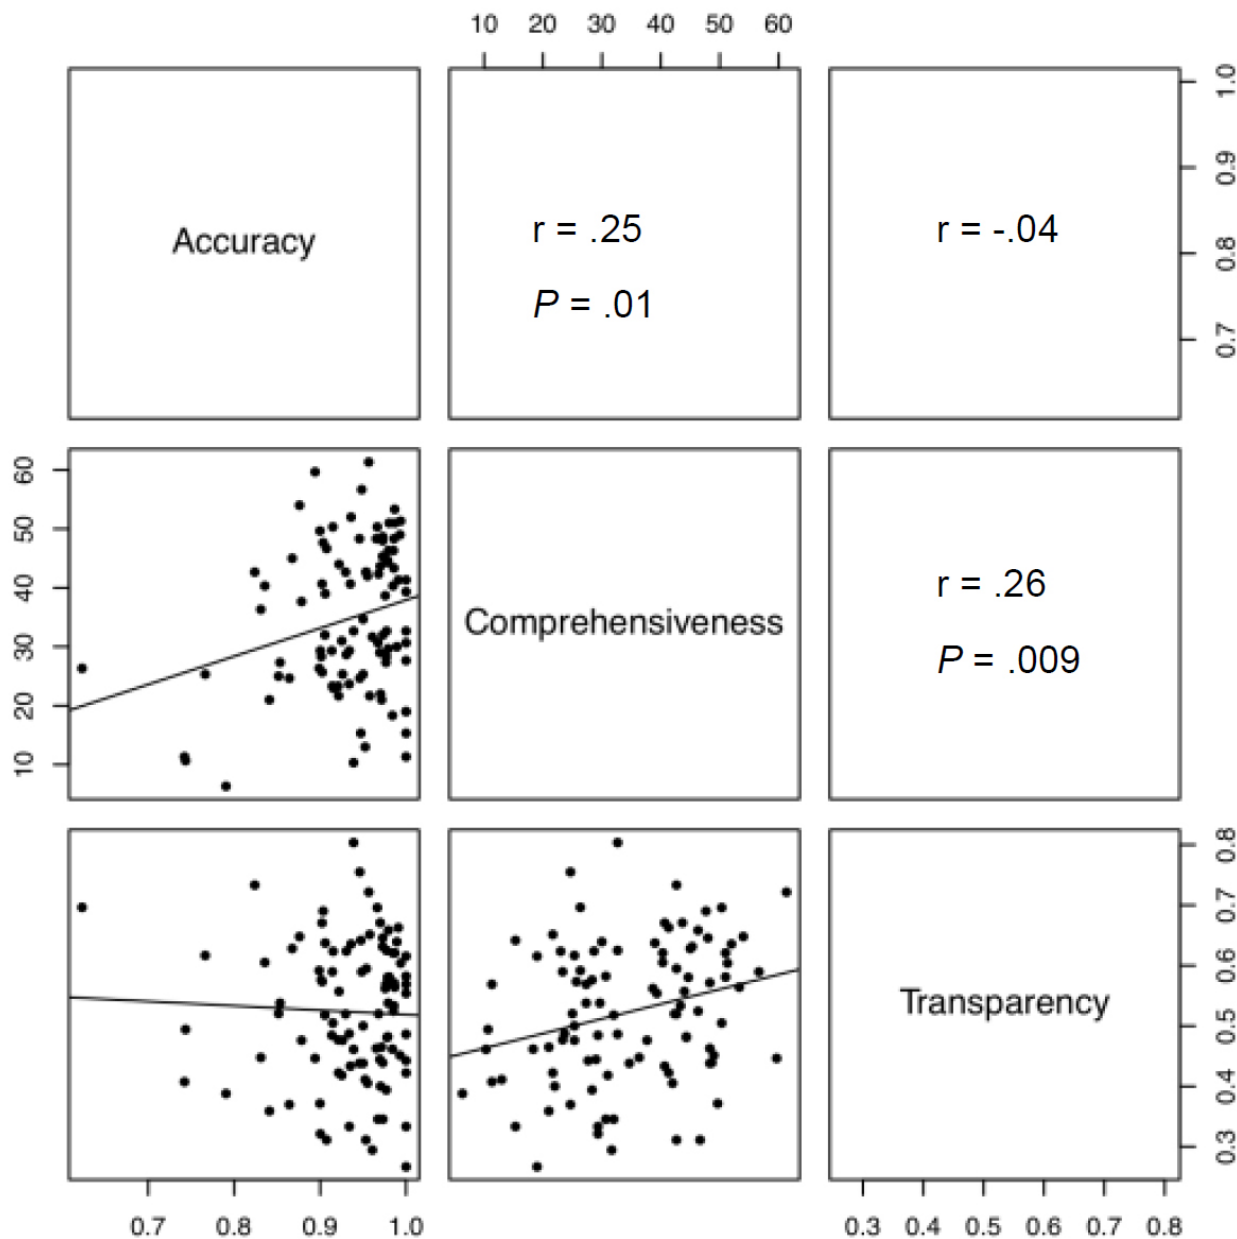 10 20 30 40 50 60
Accuracy
r = .25
P = .01
r = -.04
1.0
0.9
0.8
0.7
60
50
40
30
20
10
Comprehensiveness
r = .26
P = .009
Transparency
0.8
0.7
0.6
0.5
0.4
0.3
0.7 0.8 0.9 1.0
0.3 0.4 0.5 0.6 0.7 0.8